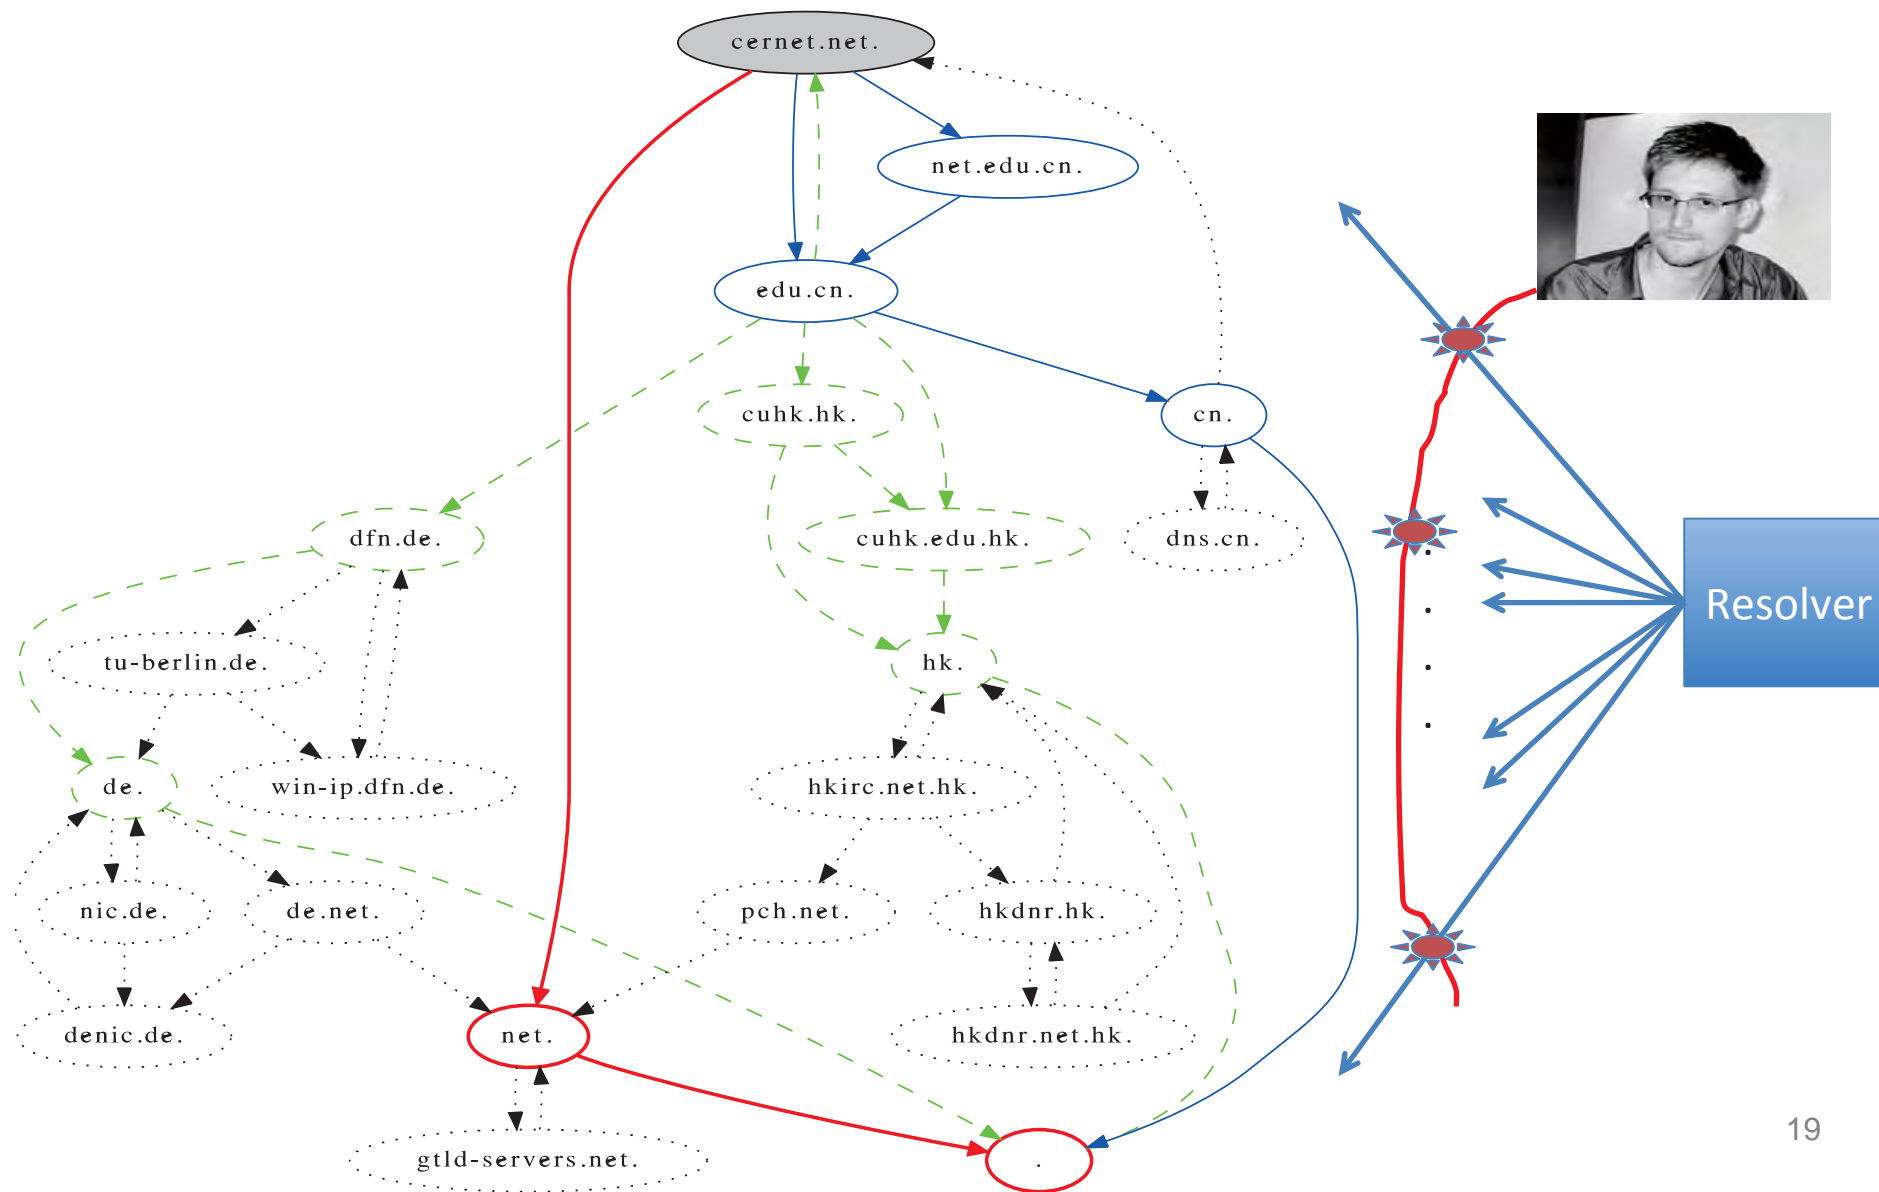 cernet.net.
net.edu.cn.
edu.cn.
cuhk.hk.
cn.
dfn.de.
cuhk.edu.hk.
dns.cn.
Resolver
tu-berlin.de.
hk.
de.
win-ip.dfn.de.
hkirc.net.hk.
nic.de.
de.net.
pch.net.
hkdnr.hk.
denic.de.
net.
hkdnr.net.hk.
gtld-servers.net.
.
19